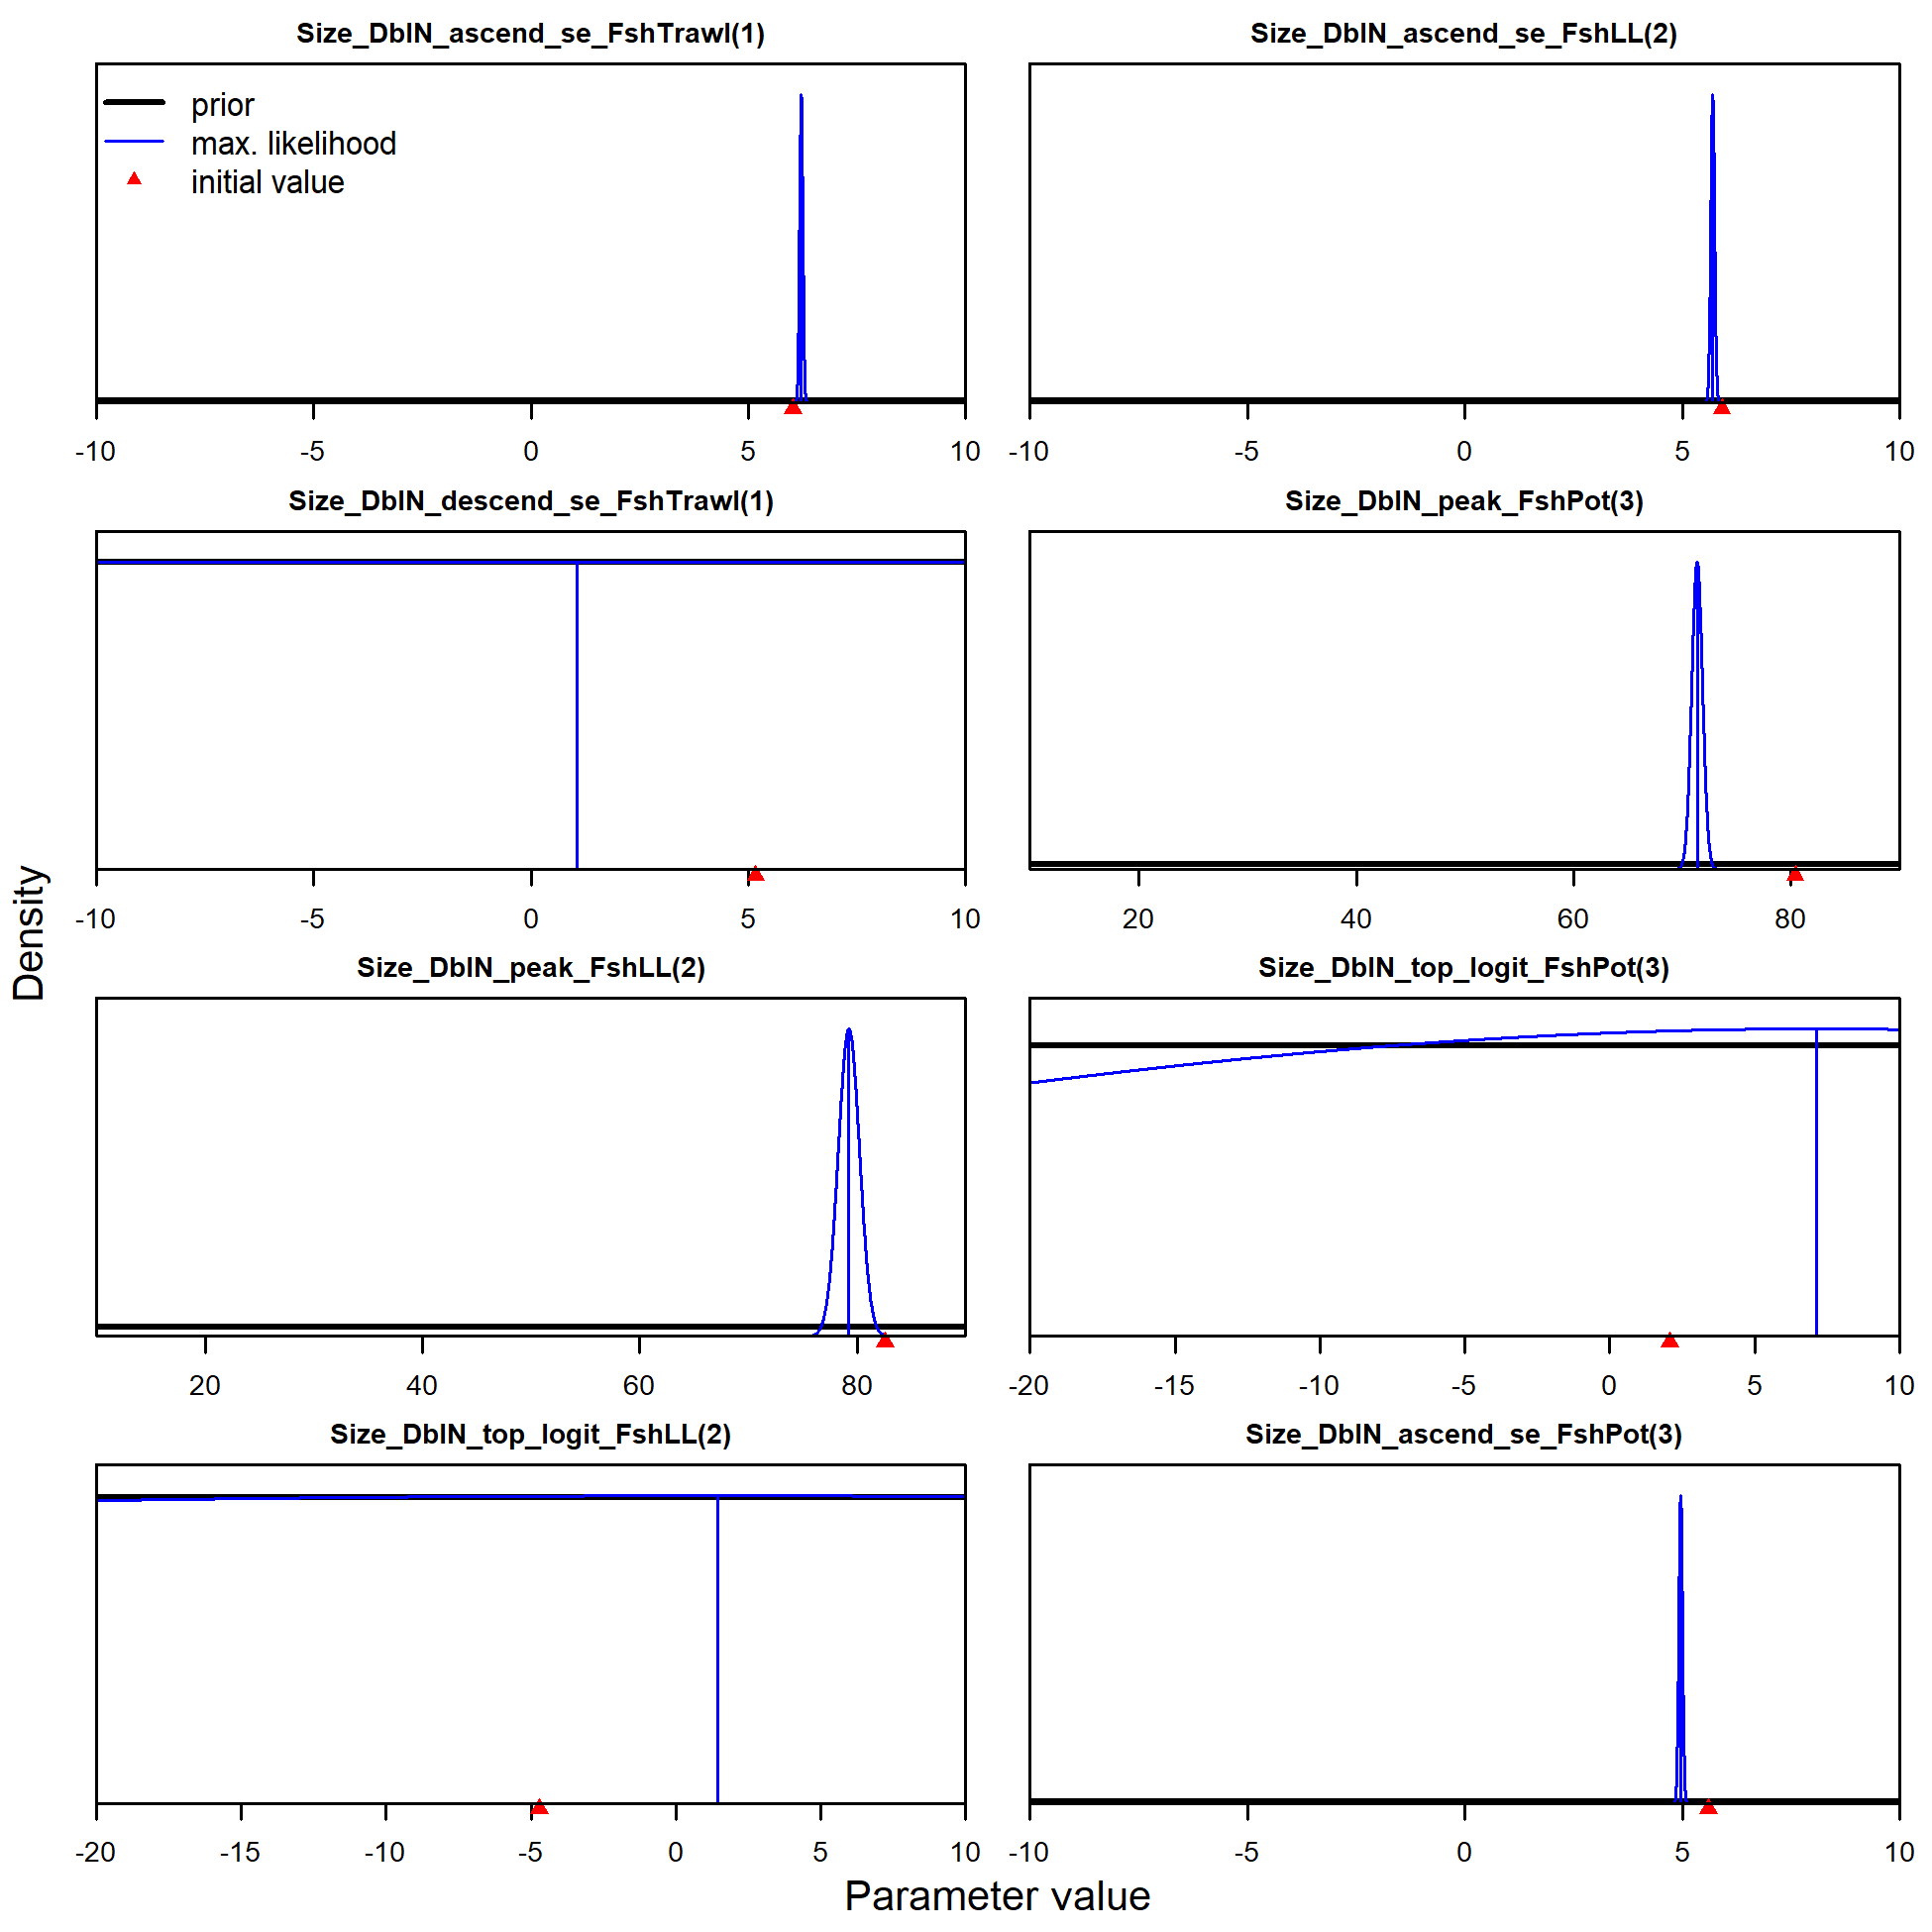 Size_DblN_ascend_se_FshTrawl(1)
prior
max. likelihood
initial value
-10 -5 0 5 10
Size_DblN_ascend_se_FshLL(2)
-10 -5 0 5 10
Size_DblN_descend_se_FshTrawl(1)
-10 -5 0 5 10
Size_DblN_peak_FshPot(3)
20 40 60 80
Size_DblN_peak_FshLL(2)
20 40 60 80
Size_DblN_top_logit_FshPot(3)
-20 -15 -10 -5 0 5 10
Size_DblN_top_logit_FshLL(2)
-20 -15 -10 -5 0 5 10
Size_DblN_ascend_se_FshPot(3)
-10 -5 0 5 10
Density
Parameter value